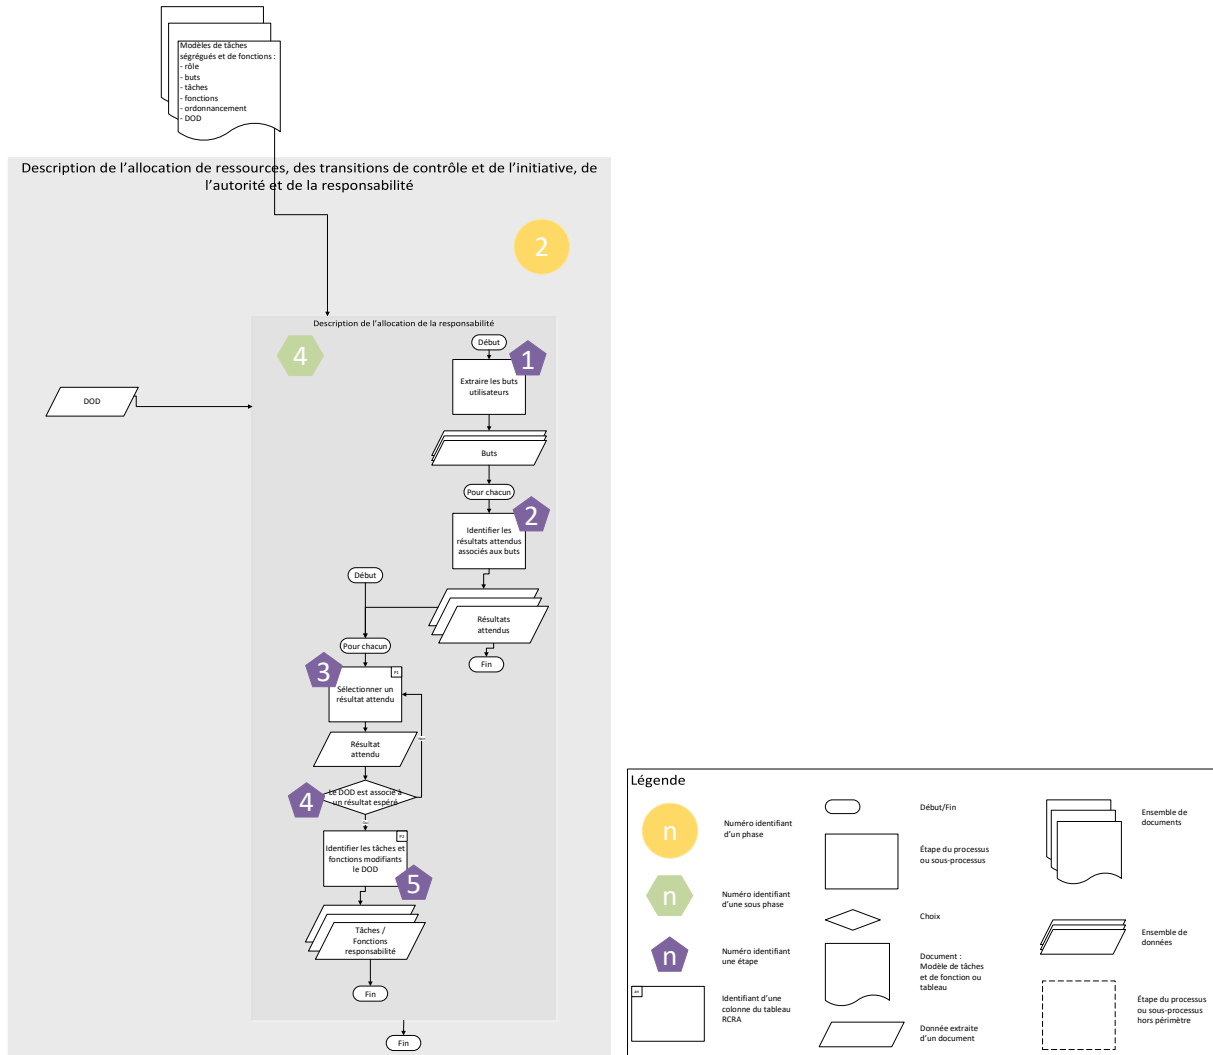 Modèles de tâches
ségrégués et de fonctions :
- rôle
- buts
- tâches
- fonctions
- ordonnancement
- DOD
Description de l’allocation de ressources, des transitions de contrôle et de l’initiative, de
l’autorité et de la responsabilité
2
Description de l’allocation de la responsabilité
4
Début
1
Extraire les buts
utilisateurs
DOD
Buts
Pour chacun
2
Identifier les
résultats attendus
associés aux buts
Début
Résultats
attendus
Pour chacun
Fin
3
P1
Sélectionner un
résultat attendu
Résultat
attendu
4
Le DOD est associé à
un résultat espéré
P2
Identifier les tâches et
fonctions modifiants
le DOD
5
Tâches /
Fonctions
responsabilité
Fin
Fin
Légende
n
Numéro identifiant
d’un phase
n
Numéro identifiant
d’une sous phase
n
Numéro identifiant
une étape
Identifiant d’une
colonne du tableau
RCRA
Début/Fin
Étape du processus
ou sous-processus
Choix
Document :
Modèle de tâches
et de fonction ou
tableau
Donnée extraite
d’un document
Ensemble de
documents
Ensemble de
données
Étape du processus
ou sous-processus
hors périmètre